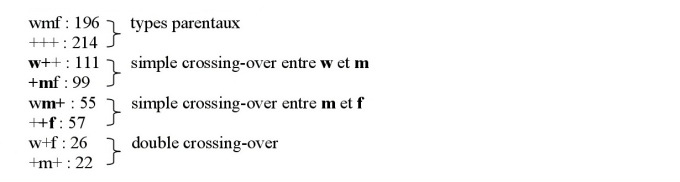 wmf : 196 types parentaux
+++ : 214
w++ : 111 simple crossing-over entre w et m
+mf : 99
wm+ : 55 simple crossing-over entre m et f
++f : 57
w+f : 26 double crossing-over
+m+ : 22